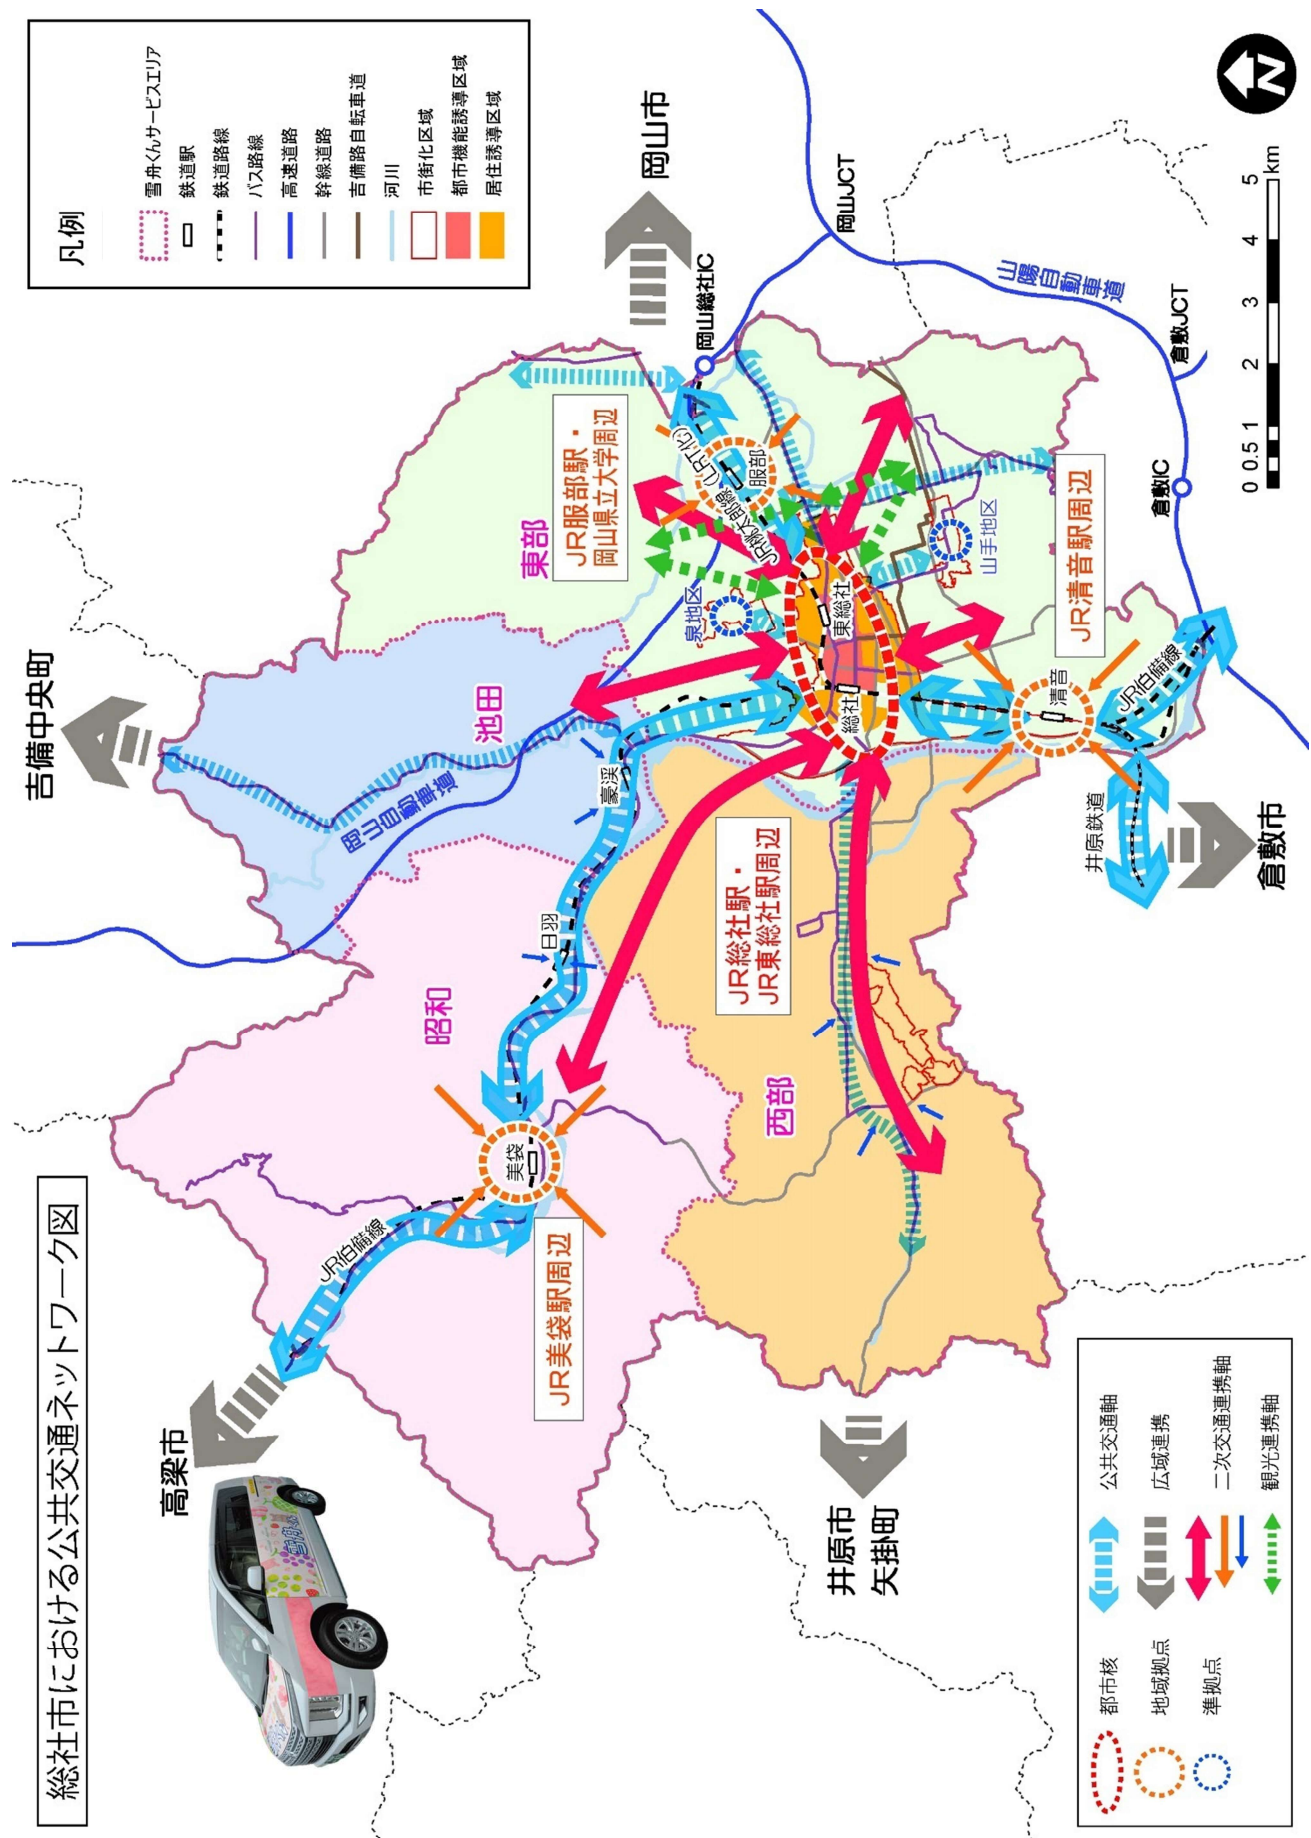 総社市における公共交通ネットワーク図
凡例
雪舟くんサービスエリア
鉄道駅
鉄道路線
バス路線
高速道路
幹線道路
吉備路自転車道
河川
市街化区域
都市機能誘導区域
居住誘導区域
高梁市
吉備中央町
岡山市
倉敷市
井原市
矢掛町
JR伯備線
昭和
池田
東部
西部
岡山自動車道
美袋
日羽
豪渓
JR美袋駅周辺
JR服部駅・
岡山県立大学周辺
JR桃太郎線(LRT化)
服部
岡山総社IC
岡山JCT
山陽自動車道
泉地区
総社
東総社
山手地区
JR総社駅・
JR東総社駅周辺
JR清音駅周辺
清音
JR伯備線
井原鉄道
倉敷IC
倉敷JCT
都市核
地域拠点
準拠点
公共交通軸
広域連携
二次交通連携軸
観光連携軸
0 0.5 1 2 3 4 5
km
N
雪舟くん